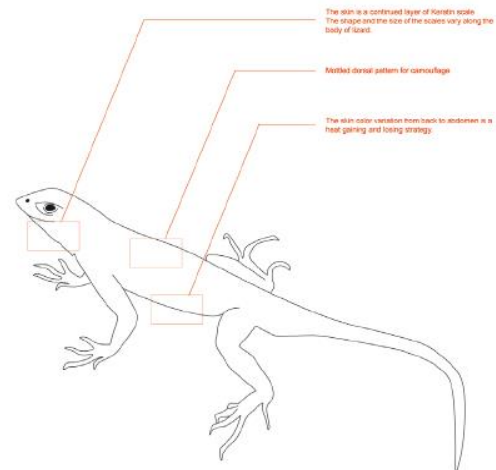 The skin is a continued layer of Keratin scale
The shape and the size of the scales vary along the
body of lizard.
Mottled dorsal pattern for camouflage
The skin color variation from back to abdomen is a
heat gaining and losing strategy.